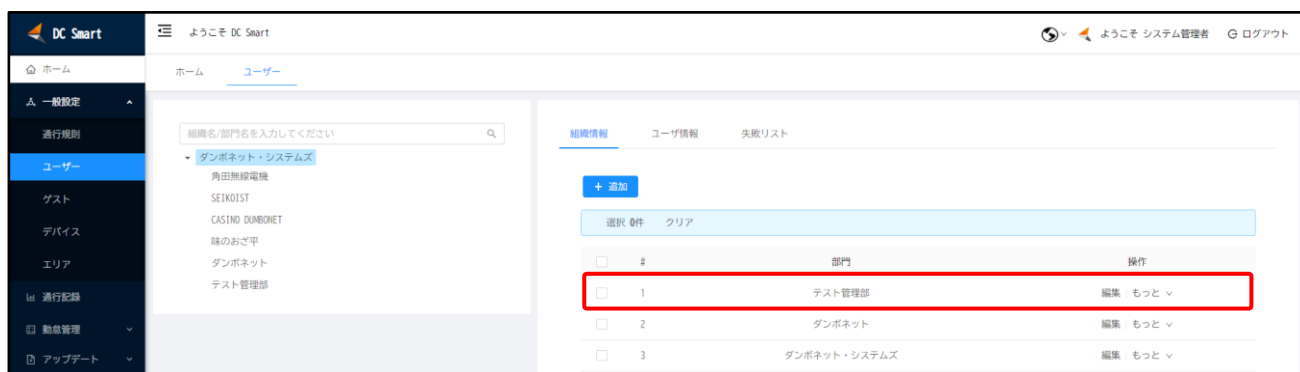 DC Smart
ようこそ DC Smart
ようこそ システム管理者 ログアウト
ホーム
ホーム ユーザー
一般設定
通行規則
ユーザー
ゲスト
デバイス
エリア
通行記録
勤怠管理
アップデート
組織名/部門名を入力してください
ダンボネット・システムズ
角田無線電機
SEIKOIST
CASINO DUMBONET
味のおざ平
ダンボネット
テスト管理部
組織情報 ユーザ情報 失敗リスト
+ 追加
選択 0件 クリア
# 部門 操作
1 テスト管理部 編集 もっと
2 ダンボネット 編集 もっと
3 ダンボネット・システムズ 編集 もっと